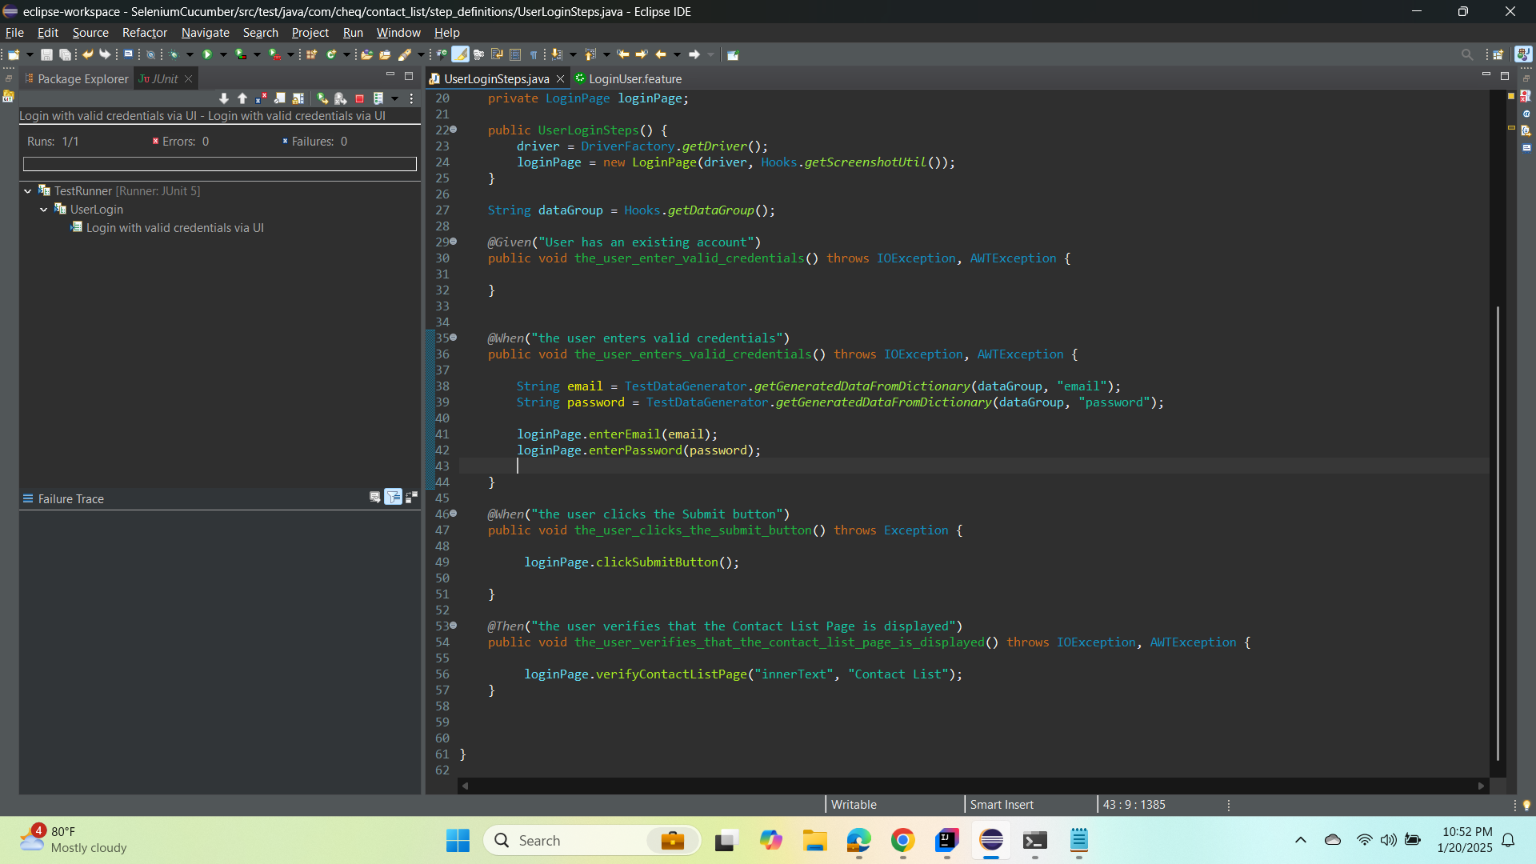 eclipse-workspace - SeleniumCucumber/src/test/java/com/cheq/contact_list/step_definitions/UserLoginSteps.java - Eclipse IDE
File Edit Source Refactor Navigate Search Project Run Window Help
Package Explorer JUnit
UserLoginSteps.java LoginUser.feature
Login with valid credentials via UI - Login with valid credentials via UI
Runs: 1/1 Errors: 0 Failures: 0
TestRunner [Runner: JUnit 5]
UserLogin
Login with valid credentials via UI
Failure Trace
20 private LoginPage loginPage;
21
22 public UserLoginSteps() {
23 driver = DriverFactory.getDriver();
24 loginPage = new LoginPage(driver, Hooks.getScreenshotUtil());
25 }
26
27 String dataGroup = Hooks.getDataGroup();
28
29 @Given("User has an existing account")
30 public void the_user_enter_valid_credentials() throws IOException, AWTException {
31
32 }
33
34
35 @When("the user enters valid credentials")
36 public void the_user_enters_valid_credentials() throws IOException, AWTException {
37
38 String email = TestDataGenerator.getGeneratedDataFromDictionary(dataGroup, "email");
39 String password = TestDataGenerator.getGeneratedDataFromDictionary(dataGroup, "password");
40
41 loginPage.enterEmail(email);
42 loginPage.enterPassword(password);
43
44 }
45
46 @When("the user clicks the Submit button")
47 public void the_user_clicks_the_submit_button() throws Exception {
48
49 loginPage.clickSubmitButton();
50
51 }
52
53 @Then("the user verifies that the Contact List Page is displayed")
54 public void the_user_verifies_that_the_contact_list_page_is_displayed() throws IOException, AWTException {
55
56 loginPage.verifyContactListPage("innerText", "Contact List");
57 }
58
59
60
61 }
62
Writable Smart Insert 43 : 9 : 1385
4 80°F
Mostly cloudy
Search
10:52 PM
1/20/2025